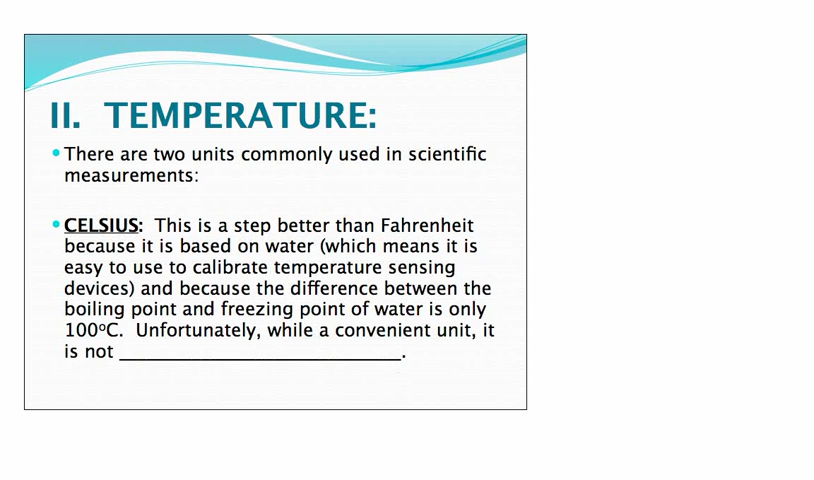 II.  TEMPERATURE:
•There are two units commonly used in scientific
measurements:
•CELSIUS:  This is a step better than Fahrenheit
because it is based on water (which means it is
easy to use to calibrate temperature sensing
devices) and because the difference between the
boiling point and freezing point of water is only
100ºC.  Unfortunately, while a convenient unit, it
is not ______________________________.